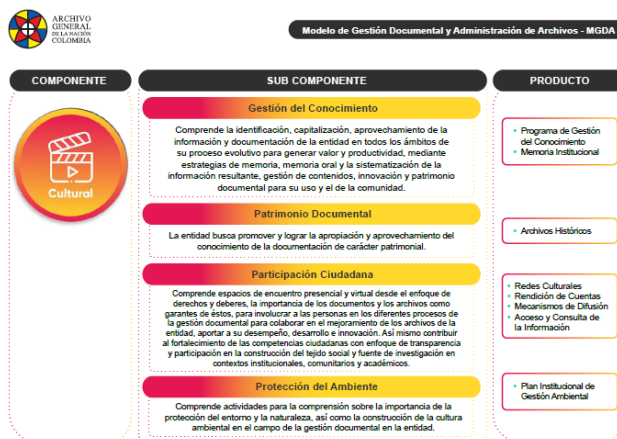 ARCHIVO
GENERAL
DE LA NACIÓN
COLOMBIA
Modelo de Gestión Documental y Administración de Archivos - MGDA
COMPONENTE
SUB COMPONENTE
PRODUCTO
Cultural
Gestión del Conocimiento
Comprende la identificación, capitalización, aprovechamiento de la
información y documentación de la entidad en todos los ámbitos de
su proceso evolutivo para generar valor y productividad, mediante
estrategias de memoria, memoria oral y la sistematización de la
información resultante, gestión de contenidos, innovación y patrimonio
documental para su uso y el de la comunidad.
• Programa de Gestión
del Conocimiento
• Memoria Institucional
Patrimonio Documental
La entidad busca promover y lograr la apropiación y aprovechamiento del
conocimiento de la documentación de carácter patrimonial.
• Archivos Históricos
Participación Ciudadana
Comprende espacios de encuentro presencial y virtual desde el enfoque de
derechos y deberes, la importancia de los documentos y los archivos como
garantes de éstos, para involucrar a las personas en los diferentes procesos de
la gestión documental para colaborar en el mejoramiento de los archivos de la
entidad, aportar a su desempeño, desarrollo e innovación. Así mismo contribuir
al fortalecimiento de las competencias ciudadanas con enfoque de transparencia
y participación en la construcción del tejido social y fuente de investigación en
contextos institucionales, comunitarios y académicos.
• Redes Culturales
• Rendición de Cuentas
• Mecanismos de Difusión
• Acceso y Consulta de
la Información
Protección del Ambiente
Comprende actividades para la comprensión sobre la importancia de la
protección del entorno y la naturaleza, así como la construcción de la cultura
ambiental en el campo de la gestión documental en la entidad.
• Plan Institucional de
Gestión Ambiental